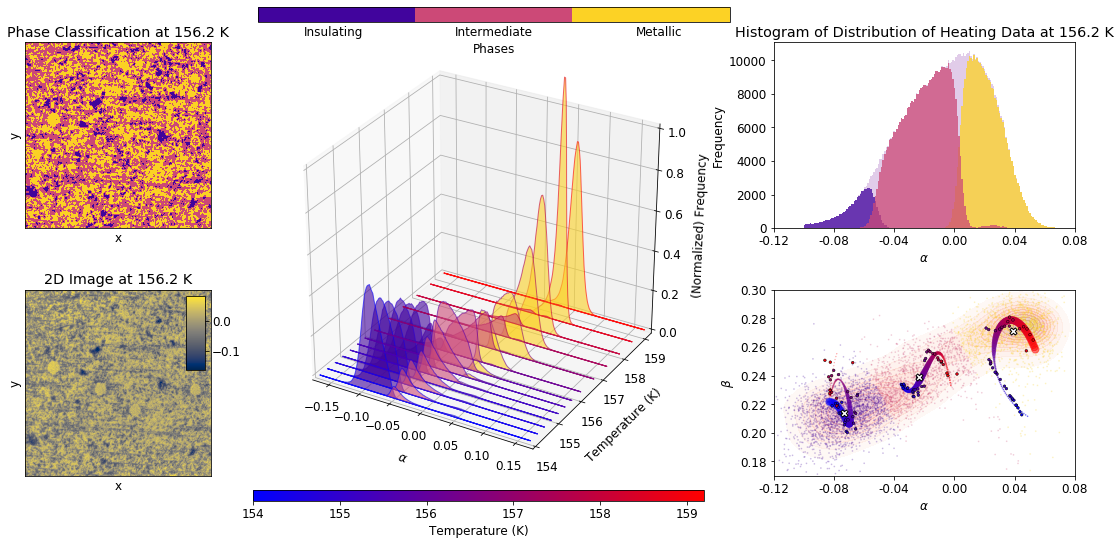 Phase Classification at 156.2 K
y
x
2D Image at 156.2 K
0.0
−0.1
y
x
Insulating Intermediate Metallic
Phases
1.0
0.8
0.6
0.4
0.2
0.0
(Normalized) Frequency
−0.15 −0.10 −0.05 0.00 0.05 0.10 0.15
α
154 155 156 157 158 159
Temperature (K)
154 155 156 157 158 159
Temperature (K)
Histogram of Distribution of Heating Data at 156.2 K
10000
8000
6000
4000
2000
0
Frequency
-0.12 -0.08 -0.04 0.00 0.04 0.08
α
0.30
0.28
0.26
0.24
0.22
0.20
0.18
β
-0.12 -0.08 -0.04 0.00 0.04 0.08
α